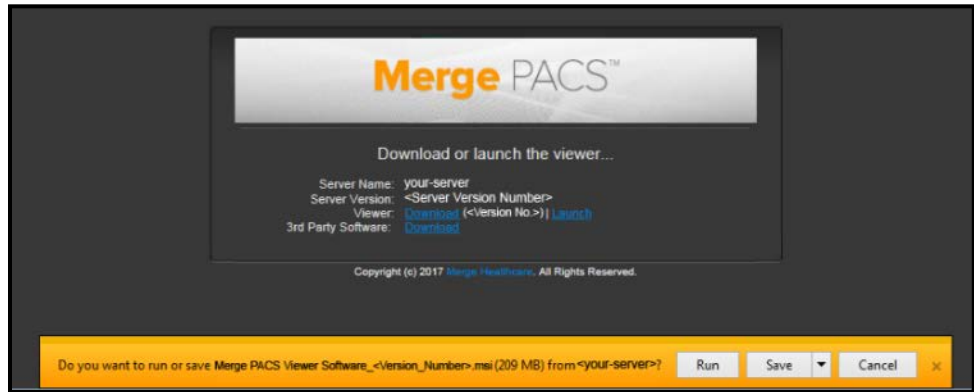 Merge PACS™
Download or launch the viewer...
Server Name: your-server
Server Version: <Server Version Number>
Viewer: Download (<Version No.>) | Launch
3rd Party Software: Download
Copyright (c) 2017 Merge Healthcare. All Rights Reserved.
Do you want to run or save Merge PACS Viewer Software_<Version_Number>.msi (209 MB) from <your-server>? Run Save Cancel ×